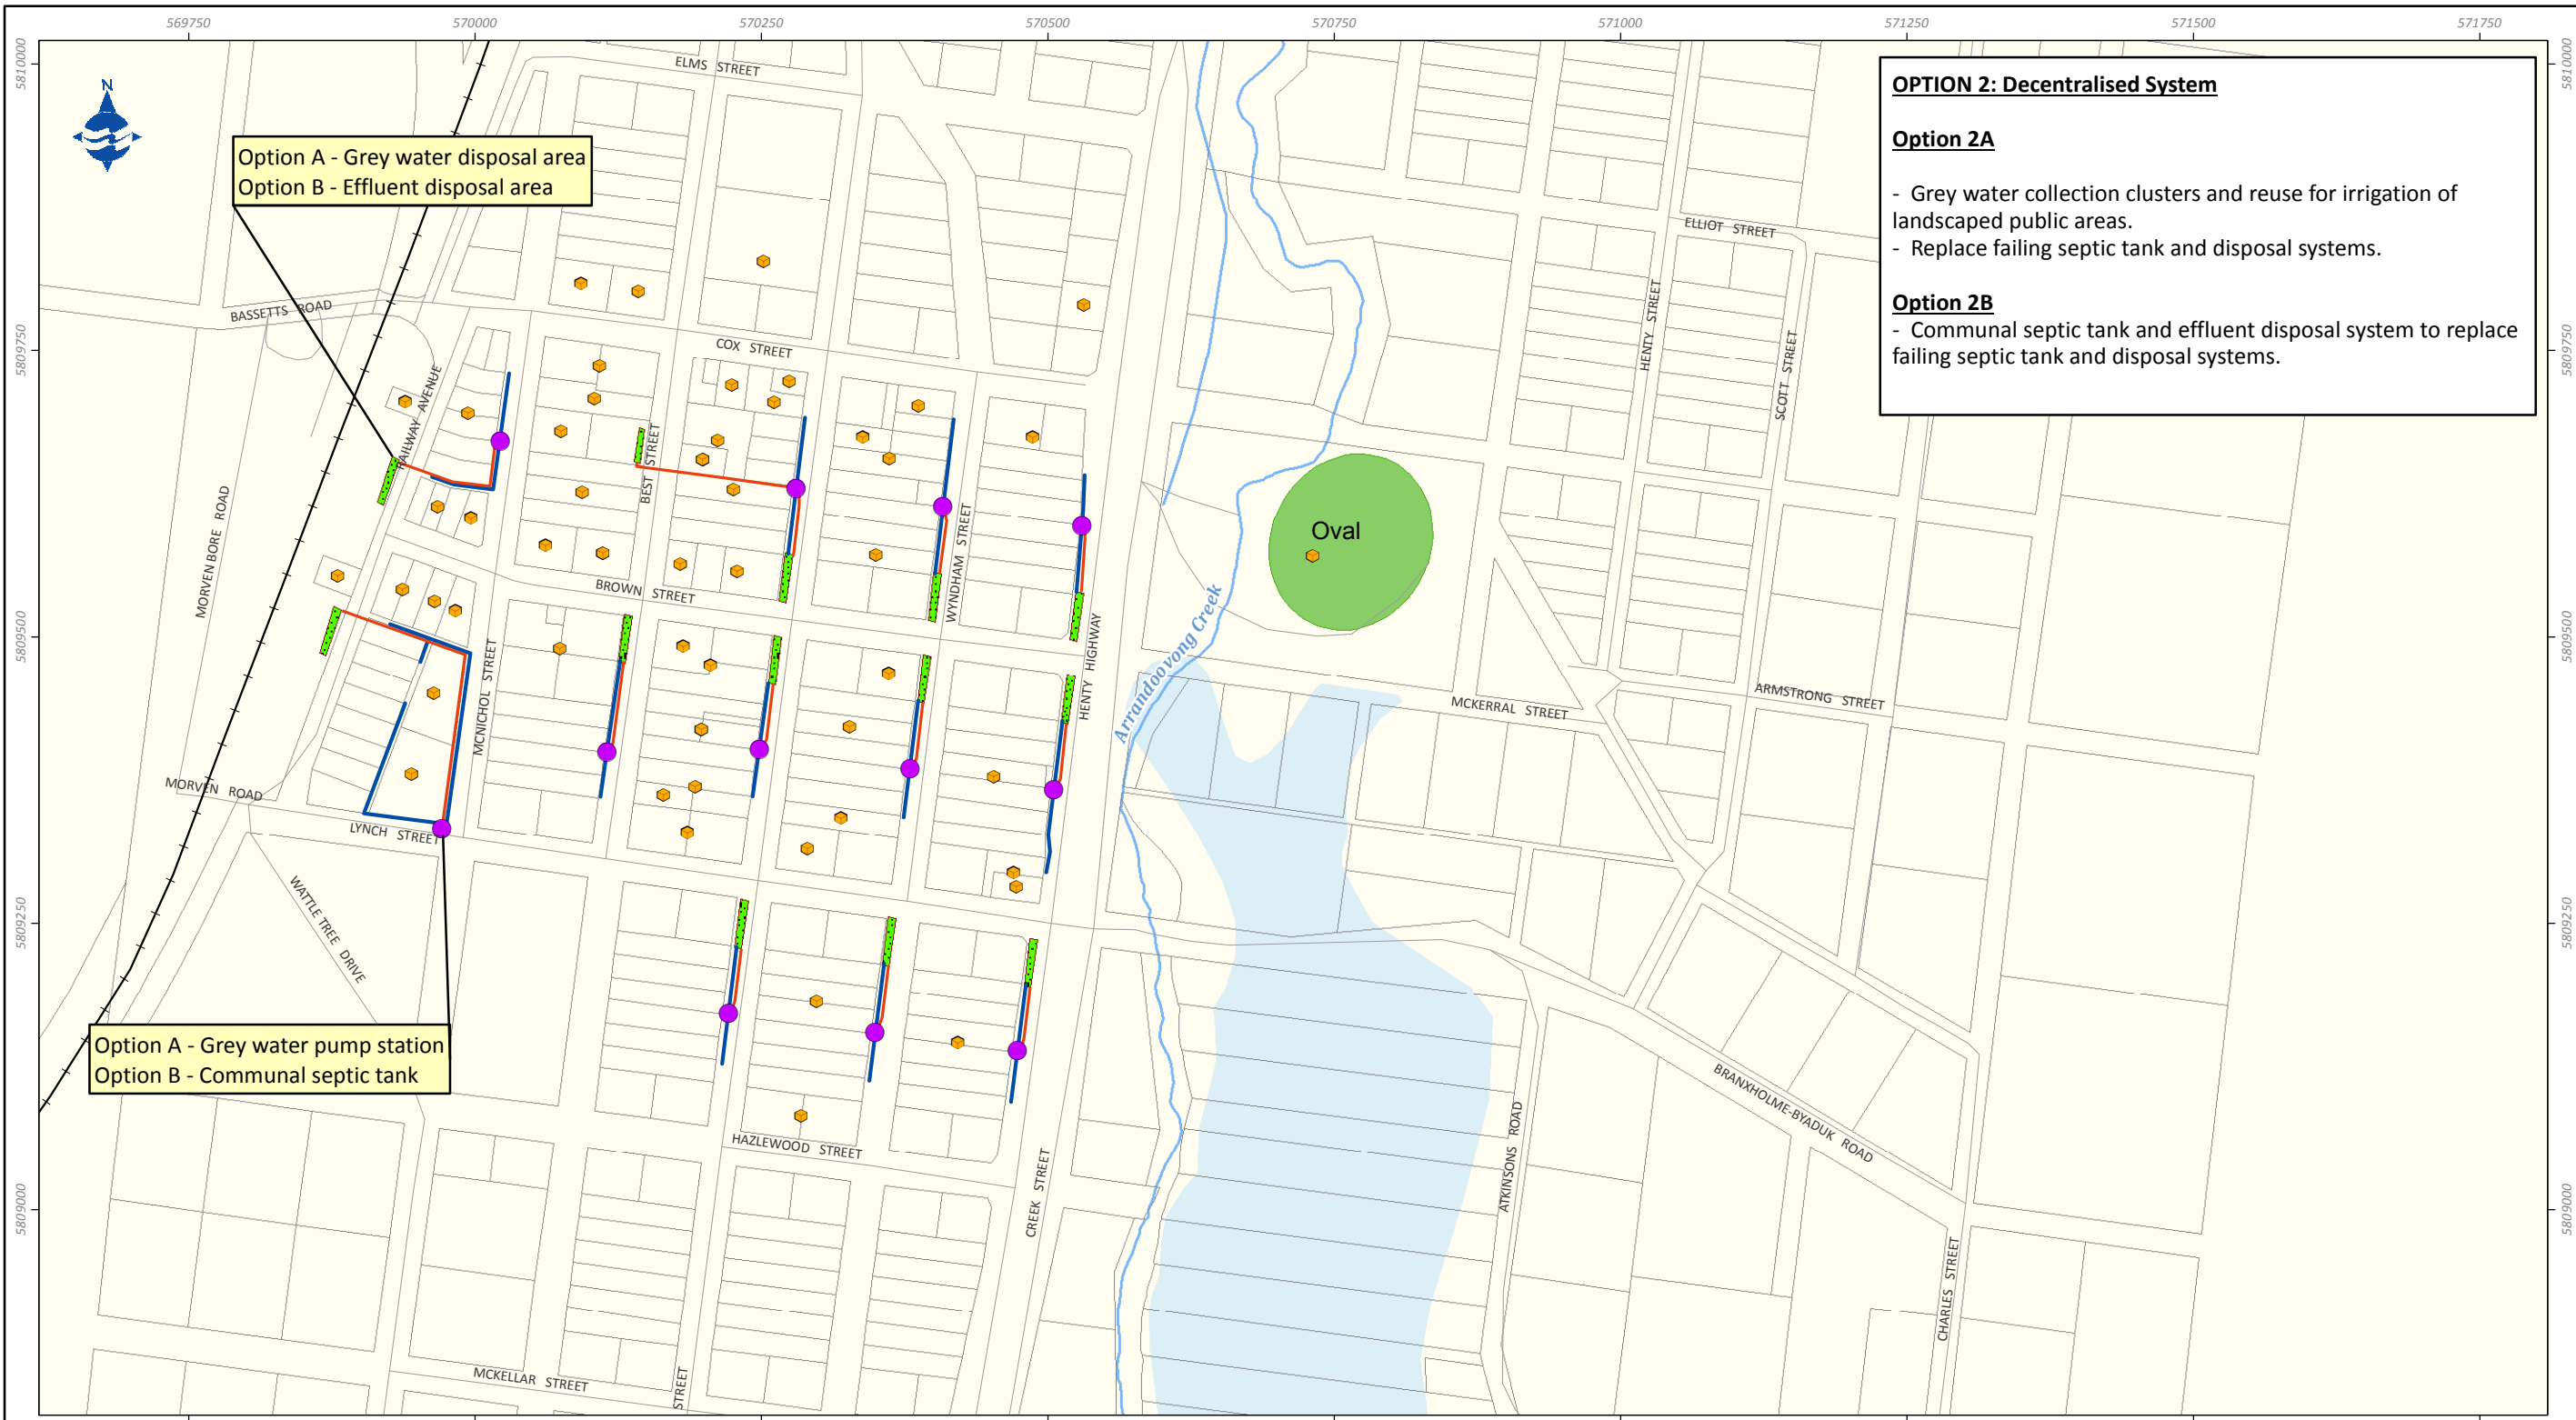 569750 570000 570250 570500 570750 571000 571250 571500 571750
5810000
5810000
N
ELMS STREET
OPTION 2: Decentralised System
Option 2A
- Grey water collection clusters and reuse for irrigation of
landscaped public areas.
- Replace failing septic tank and disposal systems.
Option 2B
- Communal septic tank and effluent disposal system to replace
failing septic tank and disposal systems.
Option A - Grey water disposal area
Option B - Effluent disposal area
ELLIOT STREET
BASSETTS ROAD
HENTY STREET
SCOTT STREET
COX STREET
5809750
5809750
RAILWAY AVENUE
BEST STREET
MORVEN BORE ROAD
WYNDHAM STREET
Oval
BROWN STREET
5809500
5809500
HENTY HIGHWAY
Arrandoovong Creek
MCNICHOL STREET
MCKERRAL STREET
ARMSTRONG STREET
MORVEN ROAD
LYNCH STREET
WATTLE TREE DRIVE
5809250
5809250
Option A - Grey water pump station
Option B - Communal septic tank
BRANXHOLME-BYADUK ROAD
ATKINSONS ROAD
HAZLEWOOD STREET
CREEK STREET
5809000
5809000
CHARLES STREET
MCKELLAR STREET
STREET